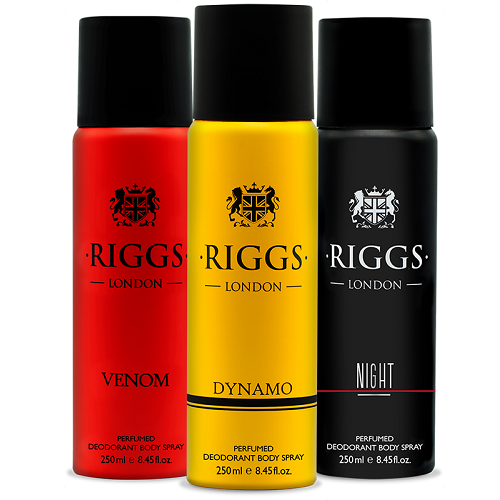 ·RIGGS·
LONDON
VENOM
PERFUMED
DEODORANT BODY SPRAY
250ml e 8.45fl.oz.
·RIGGS·
LONDON
DYNAMO
PERFUMED
DEODORANT BODY SPRAY
250ml e 8.45fl.oz.
·RIGGS·
LONDON
NIGHT
PERFUMED
DEODORANT BODY SPRAY
250ml e 8.45fl.oz.